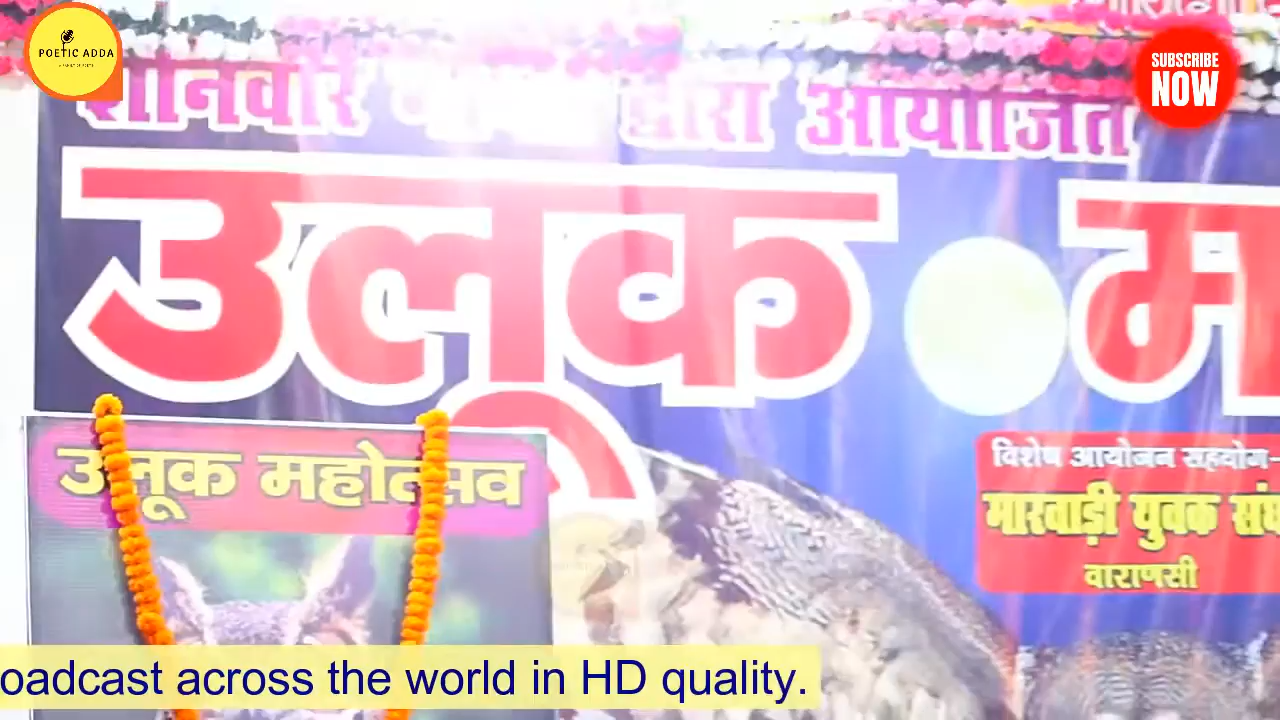 POETIC ADDA
SUBSCRIBE
NOW
शनिवार द्वारा आयोजित
उलूक म
उलूक महोत्सव
विशेष आयोजन सहयोग-
मारवाड़ी युवक संघ
वाराणसी
oadcast across the world in HD quality.